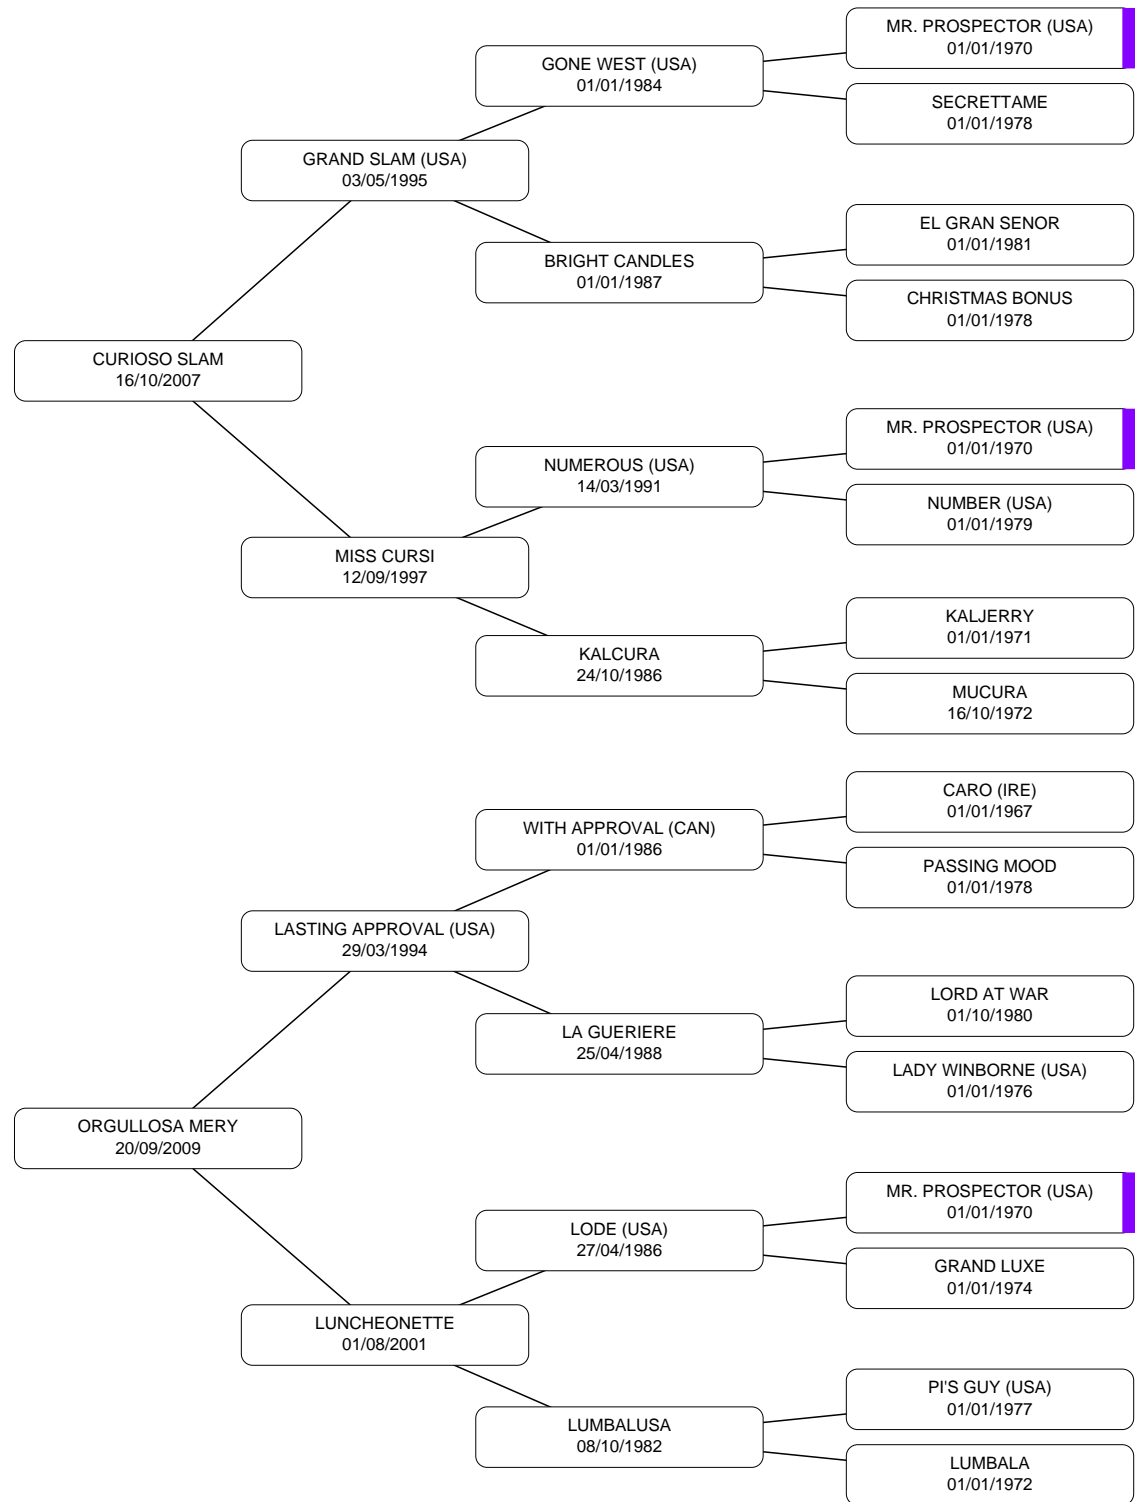 MR. PROSPECTOR (USA)
01/01/1970
GONE WEST (USA)
01/01/1984
SECRETTAME
01/01/1978
GRAND SLAM (USA)
03/05/1995
EL GRAN SENOR
01/01/1981
BRIGHT CANDLES
01/01/1987
CHRISTMAS BONUS
01/01/1978
CURIOSO SLAM
16/10/2007
MR. PROSPECTOR (USA)
01/01/1970
NUMEROUS (USA)
14/03/1991
NUMBER (USA)
01/01/1979
MISS CURSI
12/09/1997
KALJERRY
01/01/1971
KALCURA
24/10/1986
MUCURA
16/10/1972
CARO (IRE)
01/01/1967
WITH APPROVAL (CAN)
01/01/1986
PASSING MOOD
01/01/1978
LASTING APPROVAL (USA)
29/03/1994
LORD AT WAR
01/10/1980
LA GUERIERE
25/04/1988
LADY WINBORNE (USA)
01/01/1976
ORGULLOSA MERY
20/09/2009
MR. PROSPECTOR (USA)
01/01/1970
LODE (USA)
27/04/1986
GRAND LUXE
01/01/1974
LUNCHEONETTE
01/08/2001
PI'S GUY (USA)
01/01/1977
LUMBALUSA
08/10/1982
LUMBALA
01/01/1972